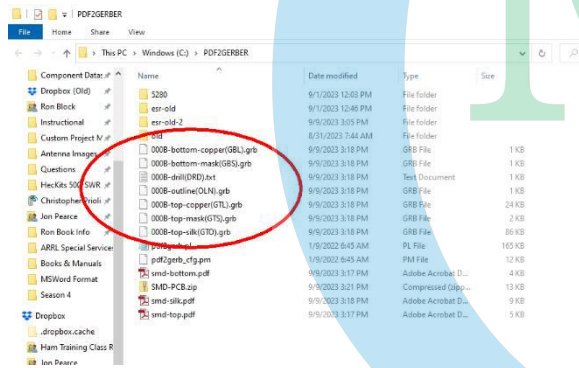 PDF2GERBER
File Home Share View
This PC > Windows (C:) > PDF2GERBER
Name Date modified Type Size
Component Datas
Dropbox (Old)
Ron Block
Instructional
Custom Project M
Antenna Images
Questions
HecKits 500 SWR
Christopher Prioli
Jon Pearce
Ron Book Info
ARRL Special Service
Books & Manuals
MSWord Format
Season 4
Dropbox
.dropbox.cache
Ham Training Class R
Jon Pearce
5280 9/1/2023 12:03 PM File folder
esr-old 9/1/2023 12:46 PM File folder
esr-old-2 9/9/2023 3:05 PM File folder
old 8/31/2023 7:44 AM File folder
000B-bottom-copper(GBL).grb 9/9/2023 3:18 PM GRB File 1 KB
000B-bottom-mask(GBS).grb 9/9/2023 3:18 PM GRB File 1 KB
000B-drill(DRD).txt 9/9/2023 3:18 PM Text Document 1 KB
000B-outline(OLN).grb 9/9/2023 3:18 PM GRB File 1 KB
000B-top-copper(GTL).grb 9/9/2023 3:18 PM GRB File 24 KB
000B-top-mask(GTS).grb 9/9/2023 3:18 PM GRB File 2 KB
000B-top-silk(GTO).grb 9/9/2023 3:18 PM GRB File 86 KB
pdf2gerb.pl 1/9/2022 6:45 AM PL File 165 KB
pdf2gerb_cfg.pm 1/9/2022 6:45 AM PM File 12 KB
smd-bottom.pdf 9/9/2023 3:17 PM Adobe Acrobat D... 4 KB
SMD-PCB.zip 9/9/2023 3:21 PM Compressed (zipp... 13 KB
smd-silk.pdf 9/9/2023 3:18 PM Adobe Acrobat D... 9 KB
smd-top.pdf 9/9/2023 3:17 PM Adobe Acrobat D... 5 KB